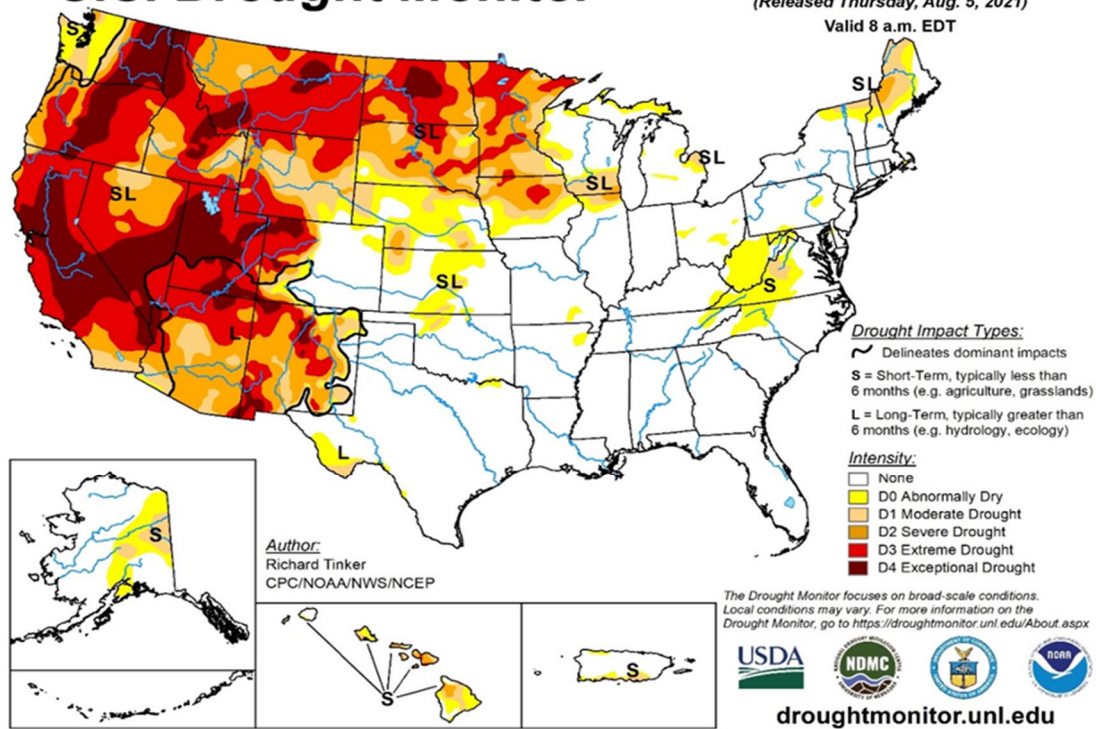 U.S. Drought Monitor
(Released Thursday, Aug. 5, 2021)
Valid 8 a.m. EDT
S
SL
SL
SL
SL
SL
SL
S
L
L
Drought Impact Types:
Delineates dominant impacts
S = Short-Term, typically less than
6 months (e.g. agriculture, grasslands)
L = Long-Term, typically greater than
6 months (e.g. hydrology, ecology)
Intensity:
None
D0 Abnormally Dry
D1 Moderate Drought
D2 Severe Drought
D3 Extreme Drought
D4 Exceptional Drought
S
Author:
Richard Tinker
CPC/NOAA/NWS/NCEP
S
S
The Drought Monitor focuses on broad-scale conditions.
Local conditions may vary. For more information on the
Drought Monitor, go to https://droughtmonitor.unl.edu/About.aspx
USDA
NDMC
NOAA
droughtmonitor.unl.edu